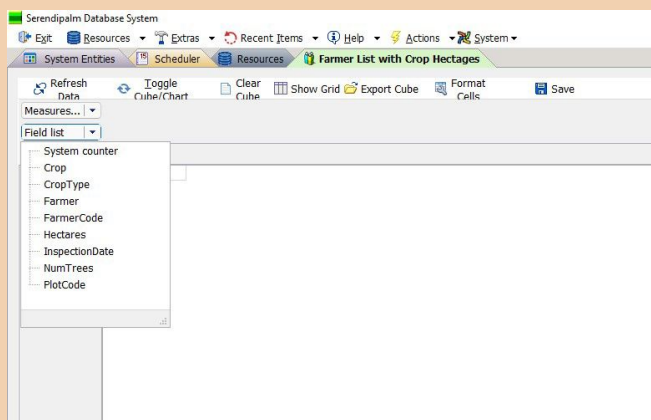 Serendipalm Database System
Exit Resources Extras Recent Items Help Actions System
System Entities 15 Scheduler Resources Farmer List with Crop Hectages
Refresh Data Toggle Cube/Chart Clear Cube Show Grid Export Cube Format Cells Save
Measures...
Field list
System counter
Crop
CropType
Farmer
FarmerCode
Hectares
InspectionDate
NumTrees
PlotCode